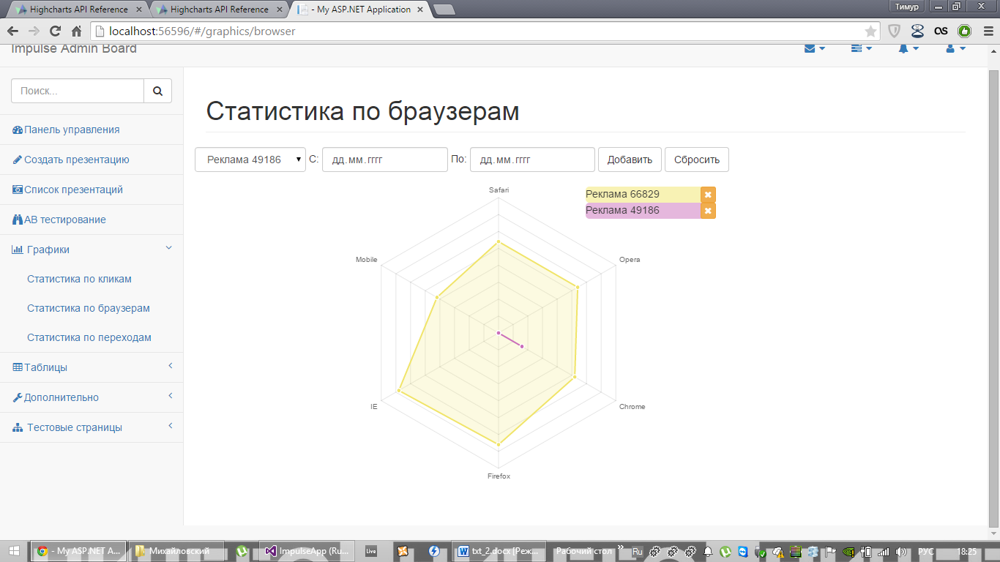 Highcharts API Reference
Highcharts API Reference
- My ASP.NET Application
Тимур
localhost:56596/#/graphics/browser
Impulse Admin Board
Поиск...
Панель управления
Создать презентацию
Список презентаций
AB тестирование
Графики
Статистика по кликам
Статистика по браузерам
Статистика по переходам
Таблицы
Дополнительно
Тестовые страницы
Статистика по браузерам
Реклама 49186 С: дд.мм.гггг По: дд.мм.гггг Добавить Сбросить
Реклама 66829
Реклама 49186
Safari
Opera
Chrome
Firefox
IE
Mobile
- My ASP.NET A...
Михайловский
ImpulseApp (Ru...
live
txt_2.docx [Реж...
Рабочий стол
Ru
РУС
18:25